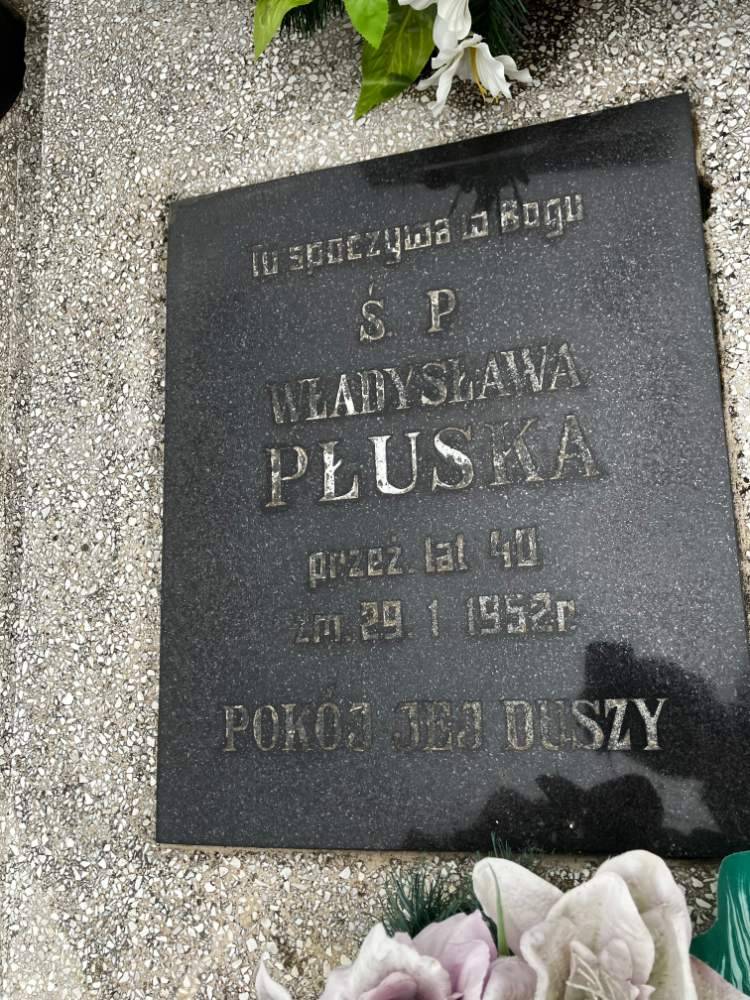 Tu spoczywa w Bogu
Ś P
WŁADYSŁAWA
PŁUSKA
przeż. lat 40
zm. 29. 1 1952r
POKÓJ JEJ DUSZY